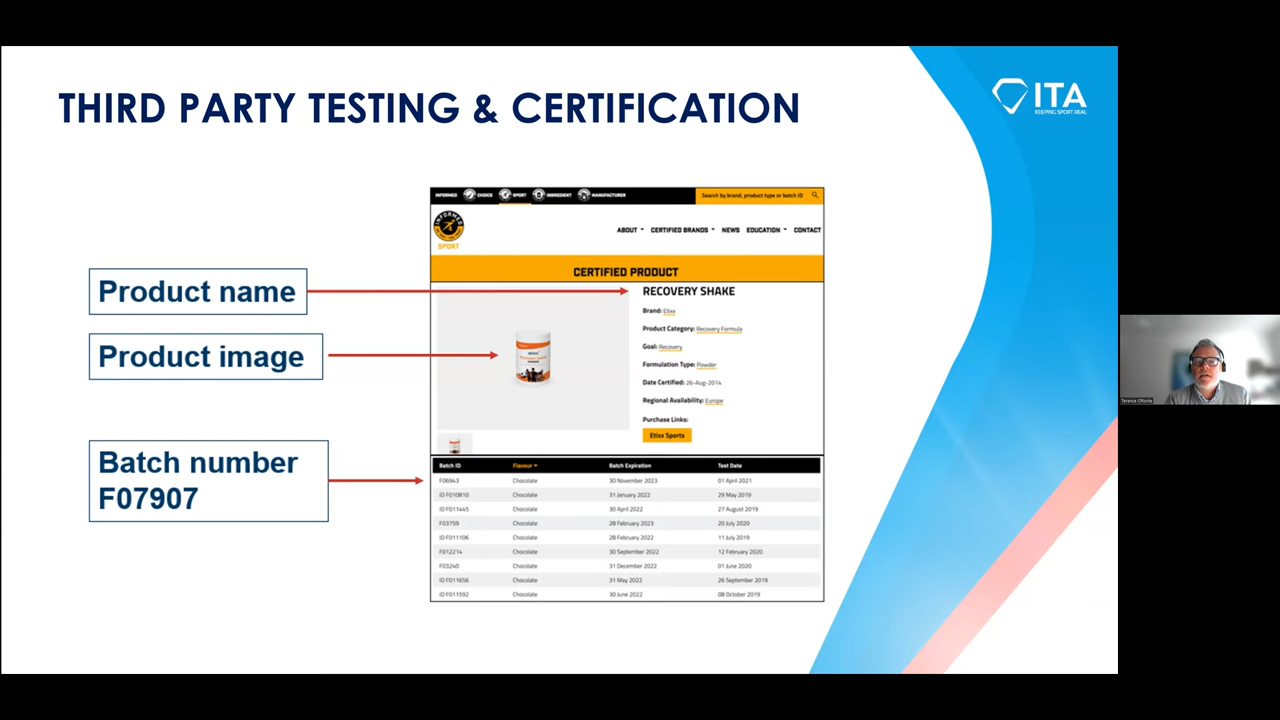 THIRD PARTY TESTING & CERTIFICATION
ITA
KEEPING SPORT REAL
INFORMED CHOICE SPORT INGREDIENT MANUFACTURER Search by brand, product type or batch ID
INFORMED
SPORT
ABOUT CERTIFIED BRANDS NEWS EDUCATION CONTACT
CERTIFIED PRODUCT
Product name
RECOVERY SHAKE
Brand: Etixx
Product Category: Recovery Formula
Product image
Goal: Recovery
Formulation Type: Powder
Date Certified: 26-Aug-2014
Regional Availability: Europe
Purchase Links:
Etixx Sports
Batch number
F07907
Batch ID Flavour Batch Expiration Test Date
F06943 Chocolate 30 November 2023 01 April 2021
ID F010810 Chocolate 31 January 2022 29 May 2019
ID F011445 Chocolate 30 April 2022 27 August 2019
F03759 Chocolate 28 February 2023 20 July 2020
ID F011106 Chocolate 28 February 2022 11 July 2019
F012214 Chocolate 30 September 2022 12 February 2020
F03240 Chocolate 31 December 2022 01 June 2020
ID F011656 Chocolate 31 May 2022 26 September 2019
ID F011592 Chocolate 30 June 2022 08 October 2019
Terence ORorke